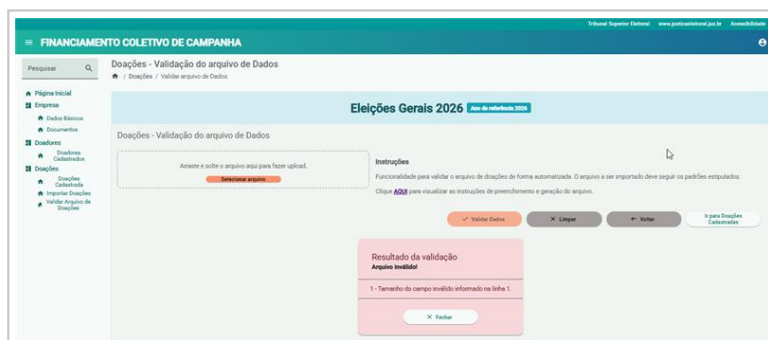 Tribunal Superior Eleitoral www.justicaeleitoral.jus.br Acessibilidade
FINANCIAMENTO COLETIVO DE CAMPANHA
Pesquisar
Doações - Validação do arquivo de Dados
/ Doações / Validar arquivo de Dados
Página Inicial
Empresa
Dados Básicos
Documentos
Doadores
Doadores
Cadastrados
Doações
Doações
Cadastrada
Importar Doações
Validar Arquivo de
Doações
Eleições Gerais 2026 Ano de referência 2026
Doações - Validação do arquivo de Dados
Arraste e solte o arquivo aqui para fazer upload.
Selecionar arquivo
Instruções
Funcionalidade para validar o arquivo de doações de forma automatizada. O arquivo a ser importado deve seguir os padrões estipulados.
Clique AQUI para visualizar as instruções de preenchimento e geração do arquivo.
Validar Dados Limpar Voltar Ir para Doações
Cadastradas
Resultado da validação
Arquivo inválido!
1 - Tamanho do campo inválido informado na linha 1.
Fechar